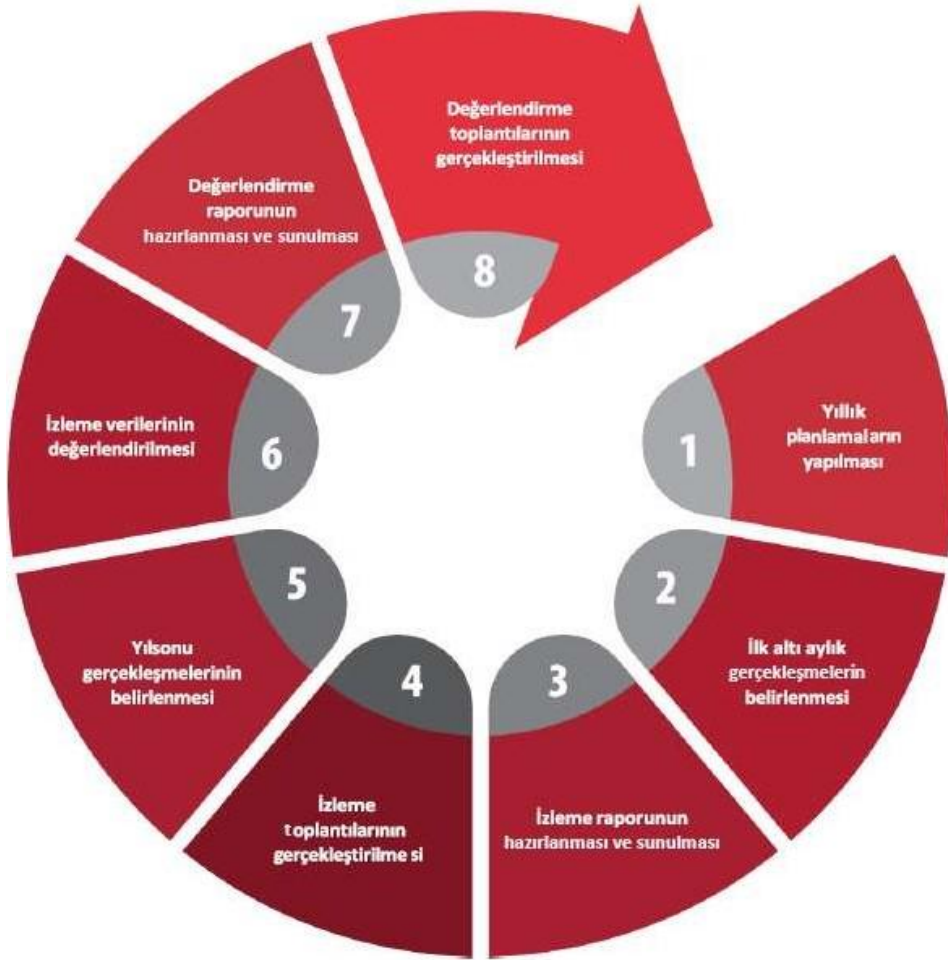 1
Yıllık
planlamaların
yapılması
2
İlk altı aylık
gerçekleşmelerin
belirlenmesi
3
İzleme raporunun
hazırlanması ve sunulması
4
İzleme
toplantılarının
gerçekleştirilme si
5
Yılsonu
gerçekleşmelerinin
belirlenmesi
6
İzleme verilerinin
değerlendirilmesi
7
Değerlendirme
raporunun
hazırlanması ve sunulması
8
Değerlendirme
toplantılarının
gerçekleştirilmesi